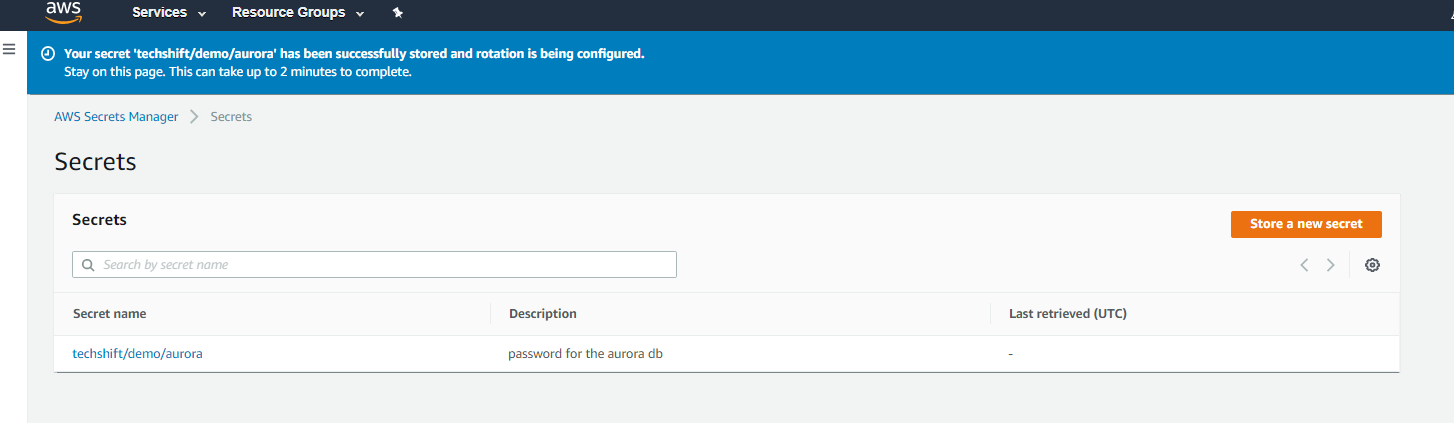 aws Services Resource Groups
Your secret 'techshift/demo/aurora' has been successfully stored and rotation is being configured.
Stay on this page. This can take up to 2 minutes to complete.
AWS Secrets Manager Secrets
Secrets
Secrets
Store a new secret
Search by secret name
Secret name Description Last retrieved (UTC)
techshift/demo/aurora password for the aurora db -